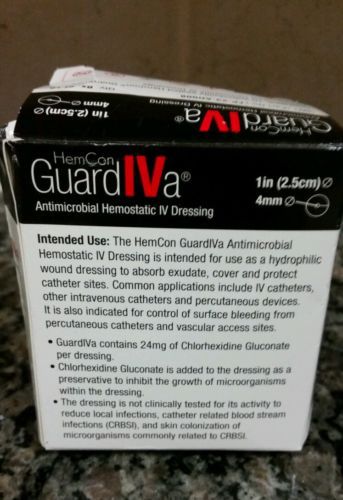 HemCon
GuardIVa
1in (2.5cm)⌀
4mm⌀
HemCon
GuardIVa®
Antimicrobial Hemostatic IV Dressing
1in (2.5cm)⌀
4mm⌀
Intended Use: The HemCon GuardIVa Antimicrobial
Hemostatic IV Dressing is intended for use as a hydrophilic
wound dressing to absorb exudate, cover and protect
catheter sites. Common applications include IV catheters,
other intravenous catheters and percutaneous devices.
It is also indicated for control of surface bleeding from
percutaneous catheters and vascular access sites.
• GuardIVa contains 24mg of Chlorhexidine Gluconate
per dressing.
• Chlorhexidine Gluconate is added to the dressing as a
preservative to inhibit the growth of microorganisms
within the dressing.
• The dressing is not clinically tested for its activity to
reduce local infections, catheter related blood stream
infections (CRBSI), and skin colonization of
microorganisms commonly related to CRBSI.